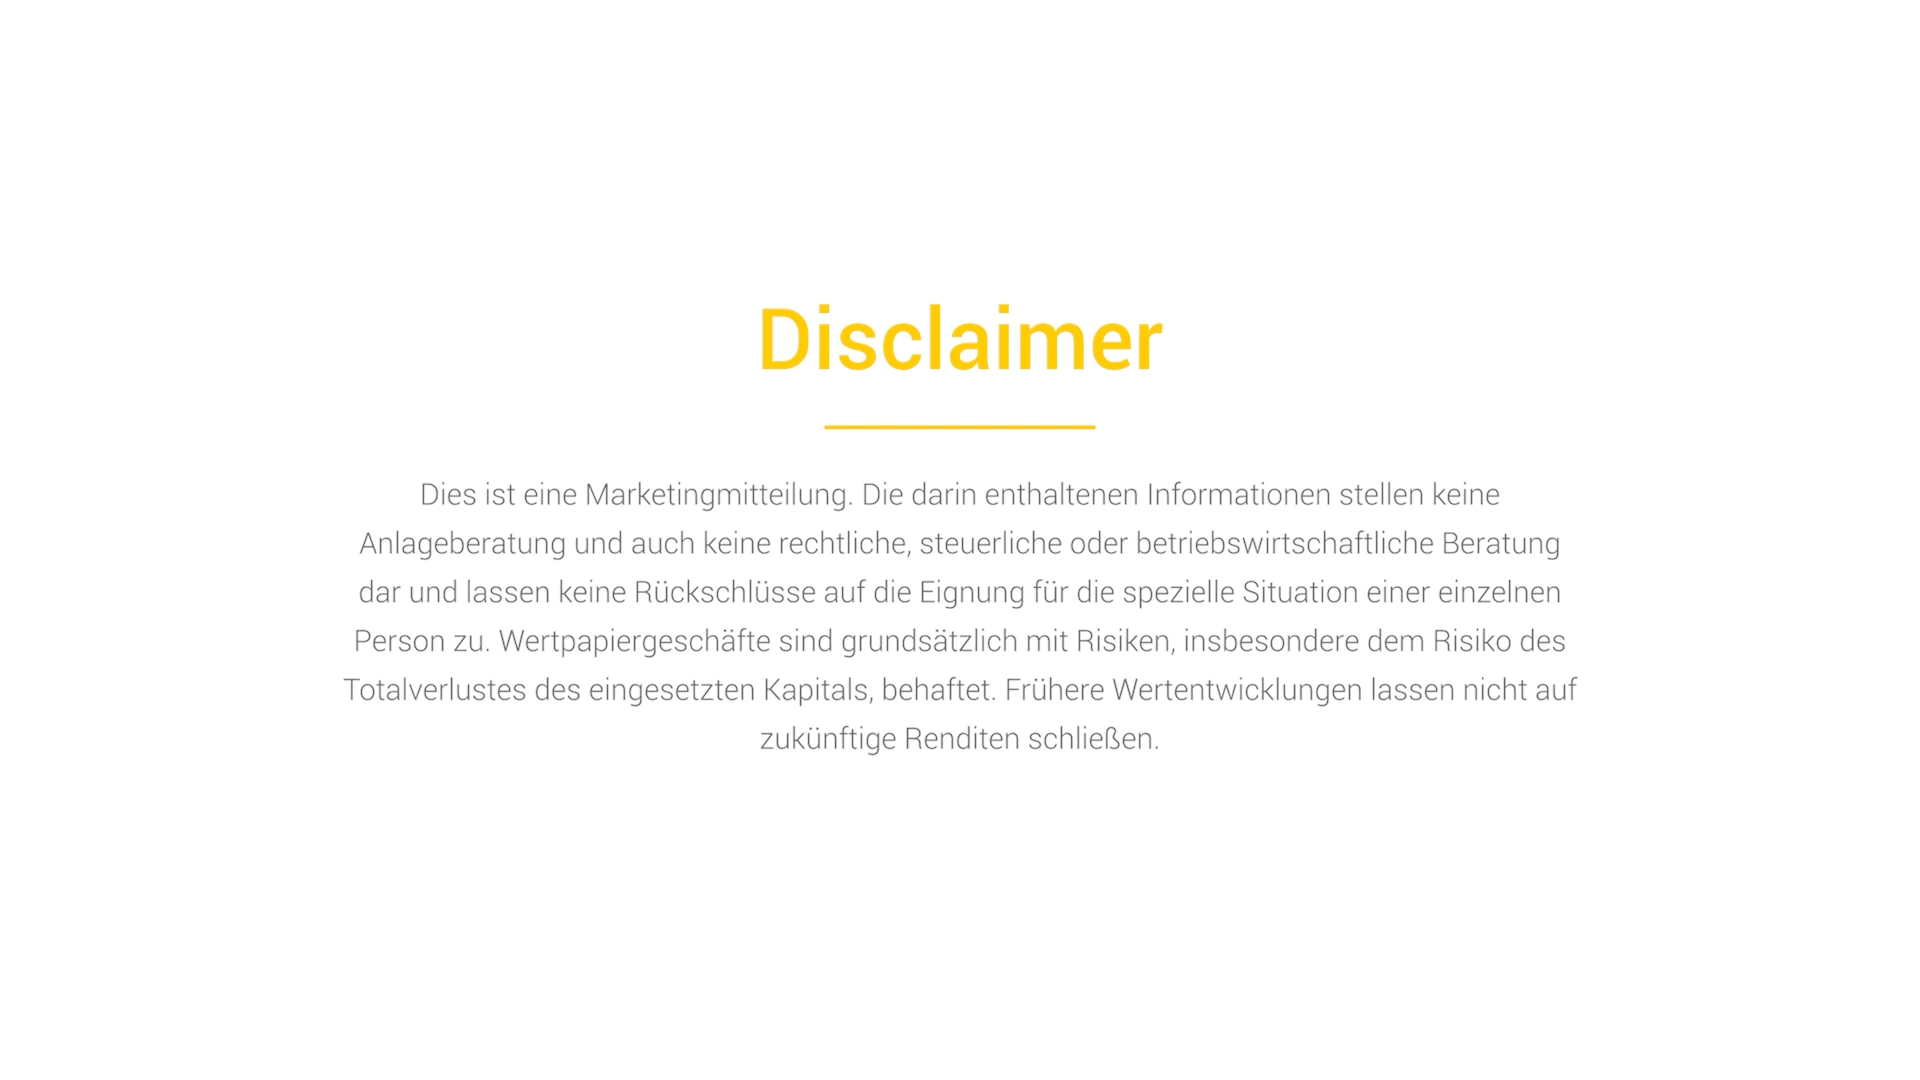 Disclaimer
Dies ist eine Marketingmitteilung. Die darin enthaltenen Informationen stellen keine
Anlageberatung und auch keine rechtliche, steuerliche oder betriebswirtschaftliche Beratung
dar und lassen keine Rückschlüsse auf die Eignung für die spezielle Situation einer einzelnen
Person zu. Wertpapiergeschäfte sind grundsätzlich mit Risiken, insbesondere dem Risiko des
Totalverlustes des eingesetzten Kapitals, behaftet. Frühere Wertentwicklungen lassen nicht auf
zukünftige Renditen schließen.